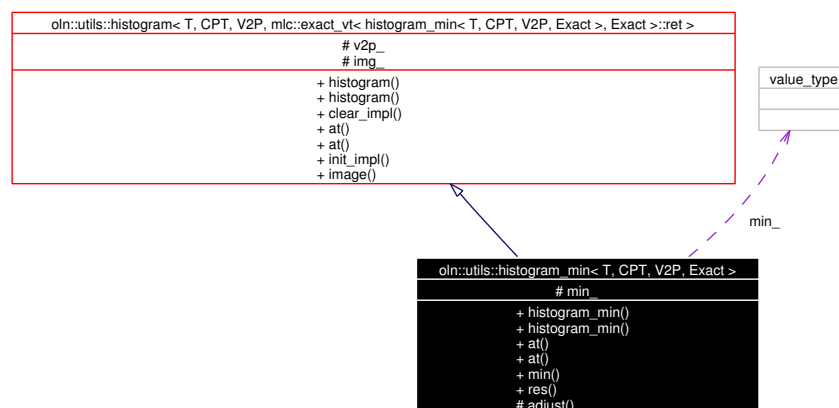 oln::utils::histogram< T, CPT, V2P, mlc::exact_vt< histogram_min< T, CPT, V2P, Exact >, Exact >::ret >
# v2p_
# img_
+ histogram()
+ histogram()
+ clear_impl()
+ at()
+ at()
+ init_impl()
+ image()
value_type
min_
oln::utils::histogram_min< T, CPT, V2P, Exact >
# min_
+ histogram_min()
+ histogram_min()
+ at()
+ at()
+ min()
+ res()
# adjust()